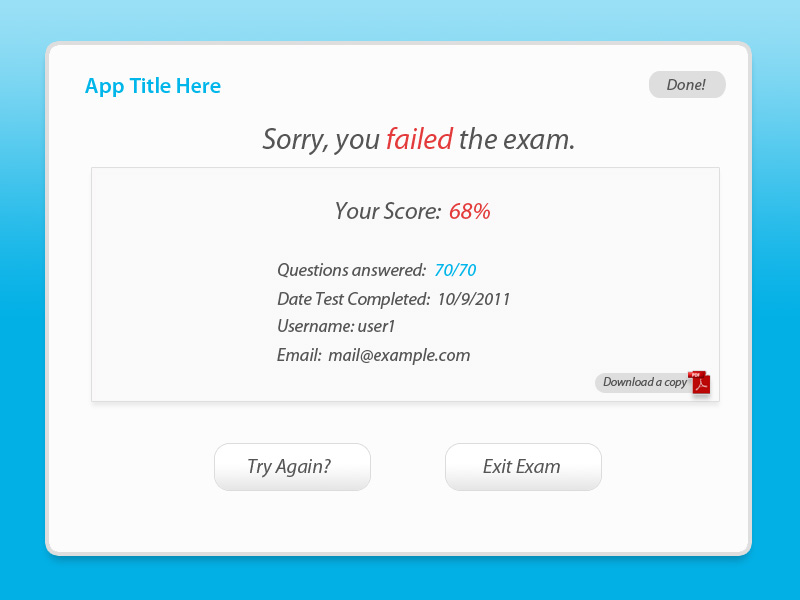 App Title Here
Done!
Sorry, you failed the exam.
Your Score: 68%
Questions answered: 70/70
Date Test Completed: 10/9/2011
Username: user1
Email: mail@example.com
Download a copy
PDF
Try Again?
Exit Exam